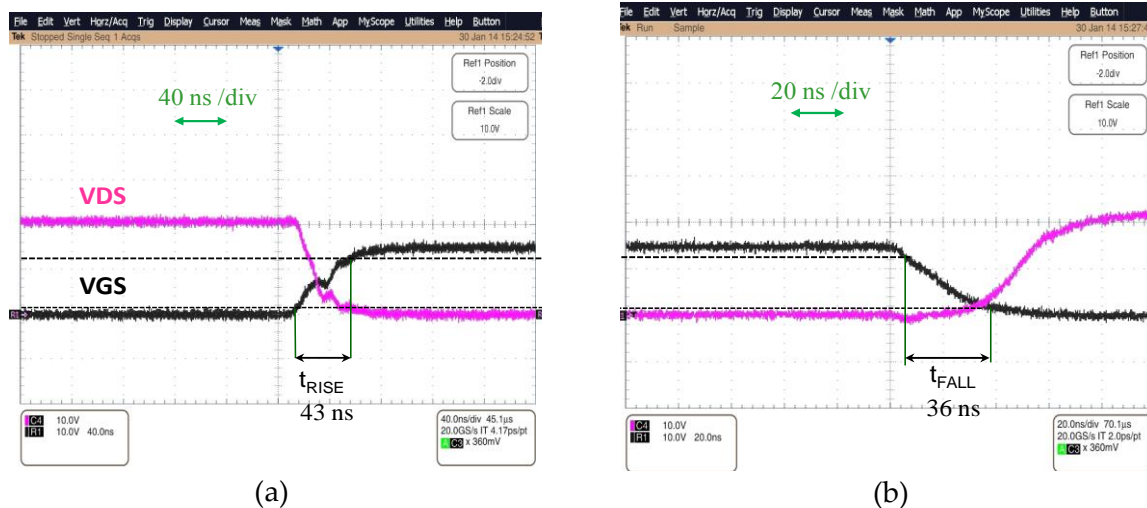 File Edit Vert Horz/Acq Trig Display Cursor Meas Mask Math App MyScope Utilities Help Button
Tek Stopped Single Seq 1 Acqs 30 Jan 14 15:24:52
Ref1 Position
-2.0div
40 ns /div
Ref1 Scale
10.0V
VDS
VGS
R1
tRISE
43 ns
C4 10.0V
R1 10.0V 40.0ns
40.0ns/div 45.1µs
20.0GS/s IT 4.17ps/pt
A C3 x 360mV
(a)
File Edit Vert Horz/Acq Trig Display Cursor Meas Mask Math App MyScope Utilities Help Button
Tek Run Sample 30 Jan 14 15:27:4
Ref1 Position
-2.0div
20 ns /div
Ref1 Scale
10.0V
tFALL
36 ns
C4 10.0V
R1 10.0V 20.0ns
20.0ns/div 70.1µs
20.0GS/s IT 2.0ps/pt
A C3 x 360mV
(b)